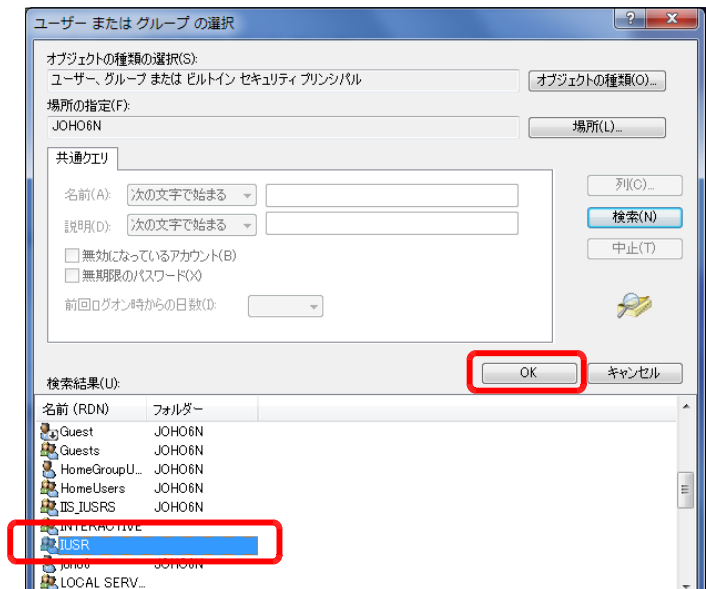 ユーザー または グループ の選択
オブジェクトの種類の選択(S):
ユーザー、グループ または ビルトイン セキュリティ プリンシパル
オブジェクトの種類(O)...
場所の指定(F):
JOHO6N
場所(L)...
共通クエリ
名前(A):
次の文字で始まる
列(C)...
説明(D):
次の文字で始まる
検索(N)
無効になっているアカウント(B)
中止(T)
無期限のパスワード(X)
前回ログオン時からの日数(I):
OK
キャンセル
検索結果(U):
名前 (RDN) フォルダー
Guest JOHO6N
Guests JOHO6N
HomeGroupU... JOHO6N
HomeUsers JOHO6N
IIS_IUSRS JOHO6N
INTERACTIVE
IUSR
joho6 JOHO6N
LOCAL SERV...